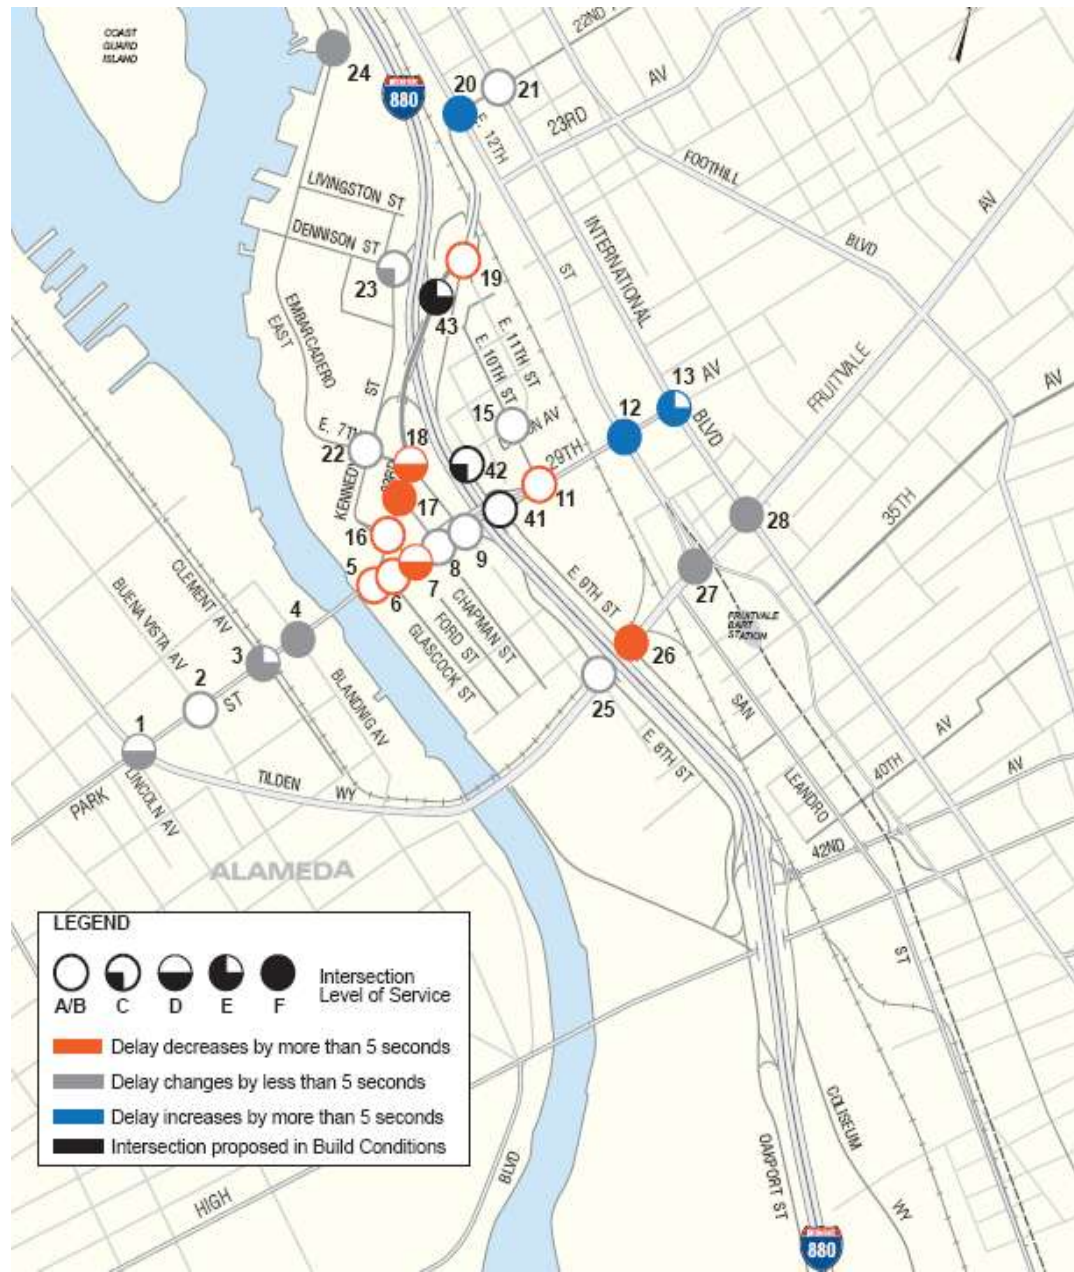 COAST
GUARD
ISLAND
24
880
20
21
22ND
23RD
AV
E. 12TH
ST
FOOTHILL
BLVD
AV
LIVINGSTON ST
DENNISON ST
23
19
43
INTERNATIONAL
BLVD
EMBARCADERO
EAST
E. 11TH ST
E. 10TH ST
FRUITVALE
AV
13
AV
12
15
29TH
ST
E. 7TH
22
18
42
KENNEDY
17
11
41
28
35TH
16
9
8
5
7
6
27
CLEMENT AV
BUENA VISTA AV
4
CHAPMAN ST
FORD ST
GLASCOCK ST
E. 9TH ST
FRUITVALE
BART
STATION
26
3
2
ST
BLANDNIG AV
25
SAN
LEANDRO
ST
1
E. 8TH ST
AV
40TH
AV
TILDEN
WY
LINCOLN AV
PARK
42ND
ALAMEDA
LEGEND
A/B
C
D
E
F
Intersection
Level of Service
Delay decreases by more than 5 seconds
Delay changes by less than 5 seconds
Delay increases by more than 5 seconds
Intersection proposed in Build Conditions
COLISEUM
WY
OAKPORT ST
HIGH
BLVD
880